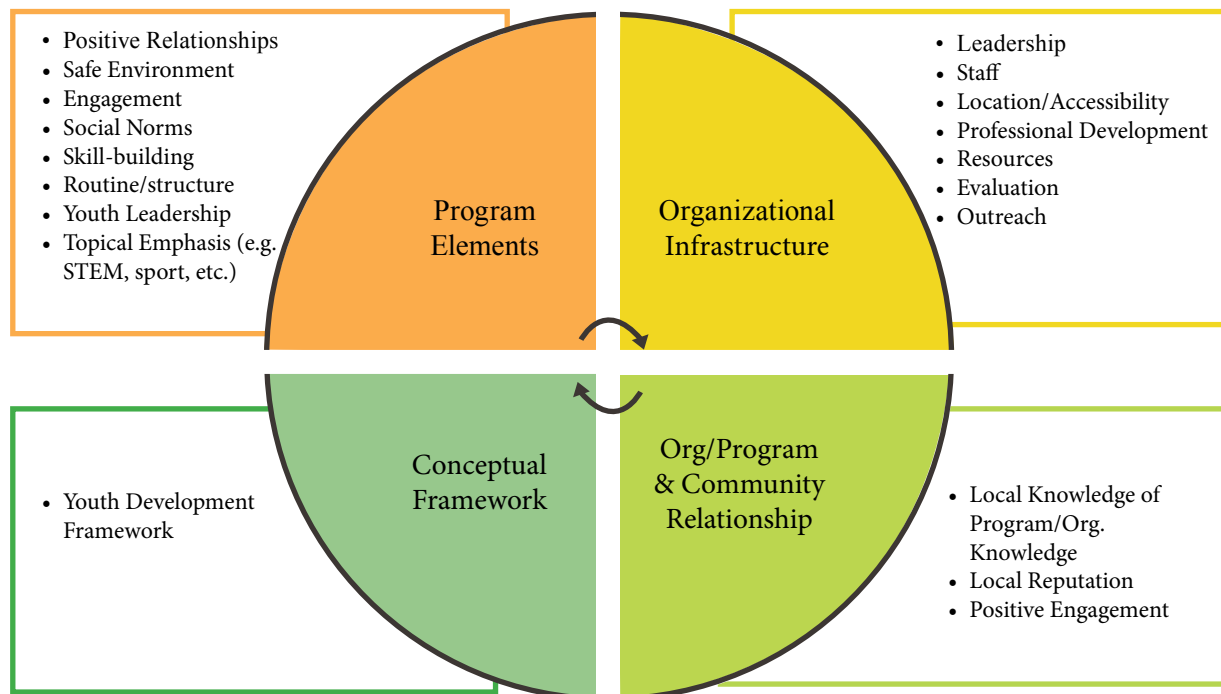 • Positive Relationships
• Safe Environment
• Engagement
• Social Norms
• Skill-building
• Routine/structure
• Youth Leadership
• Topical Emphasis (e.g.
STEM, sport, etc.)
Program
Elements
Organizational
Infrastructure
• Leadership
• Staff
• Location/Accessibility
• Professional Development
• Resources
• Evaluation
• Outreach
• Youth Development
Framework
Conceptual
Framework
Org/Program
& Community
Relationship
• Local Knowledge of
Program/Org.
Knowledge
• Local Reputation
• Positive Engagement